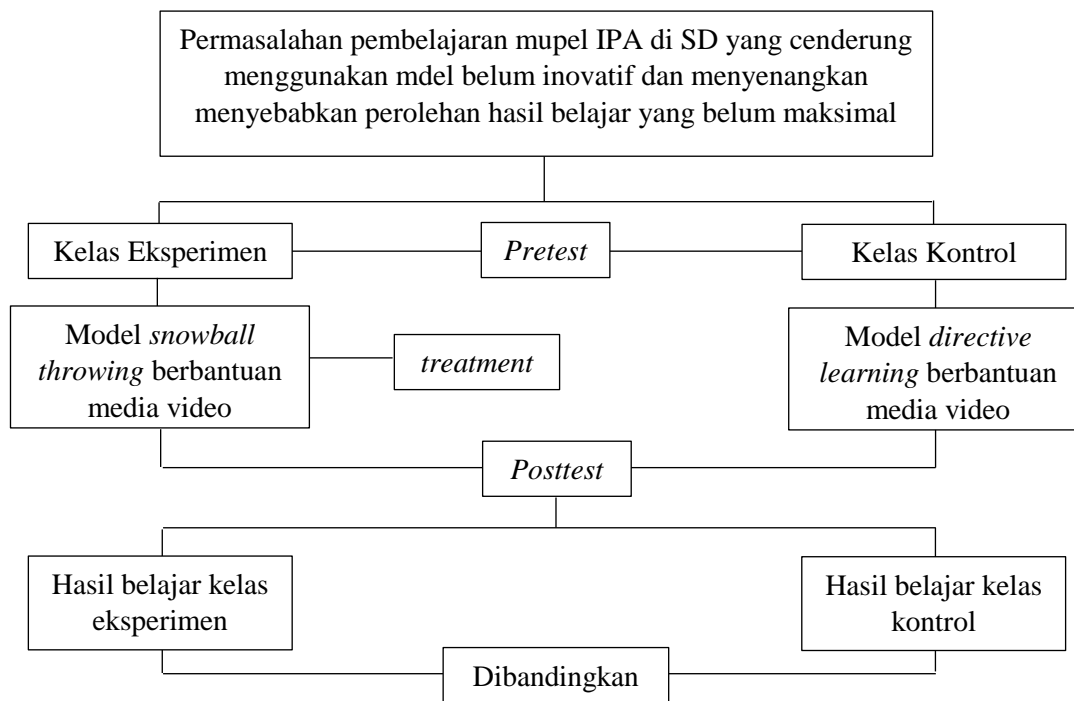 Permasalahan pembelajaran mupel IPA di SD yang cenderung
menggunakan mdel belum inovatif dan menyenangkan
menyebabkan perolehan hasil belajar yang belum maksimal
Kelas Eksperimen
Pretest
Kelas Kontrol
Model snowball
throwing berbantuan
media video
treatment
Model directive
learning berbantuan
media video
Posttest
Hasil belajar kelas
eksperimen
Hasil belajar kelas
kontrol
Dibandingkan